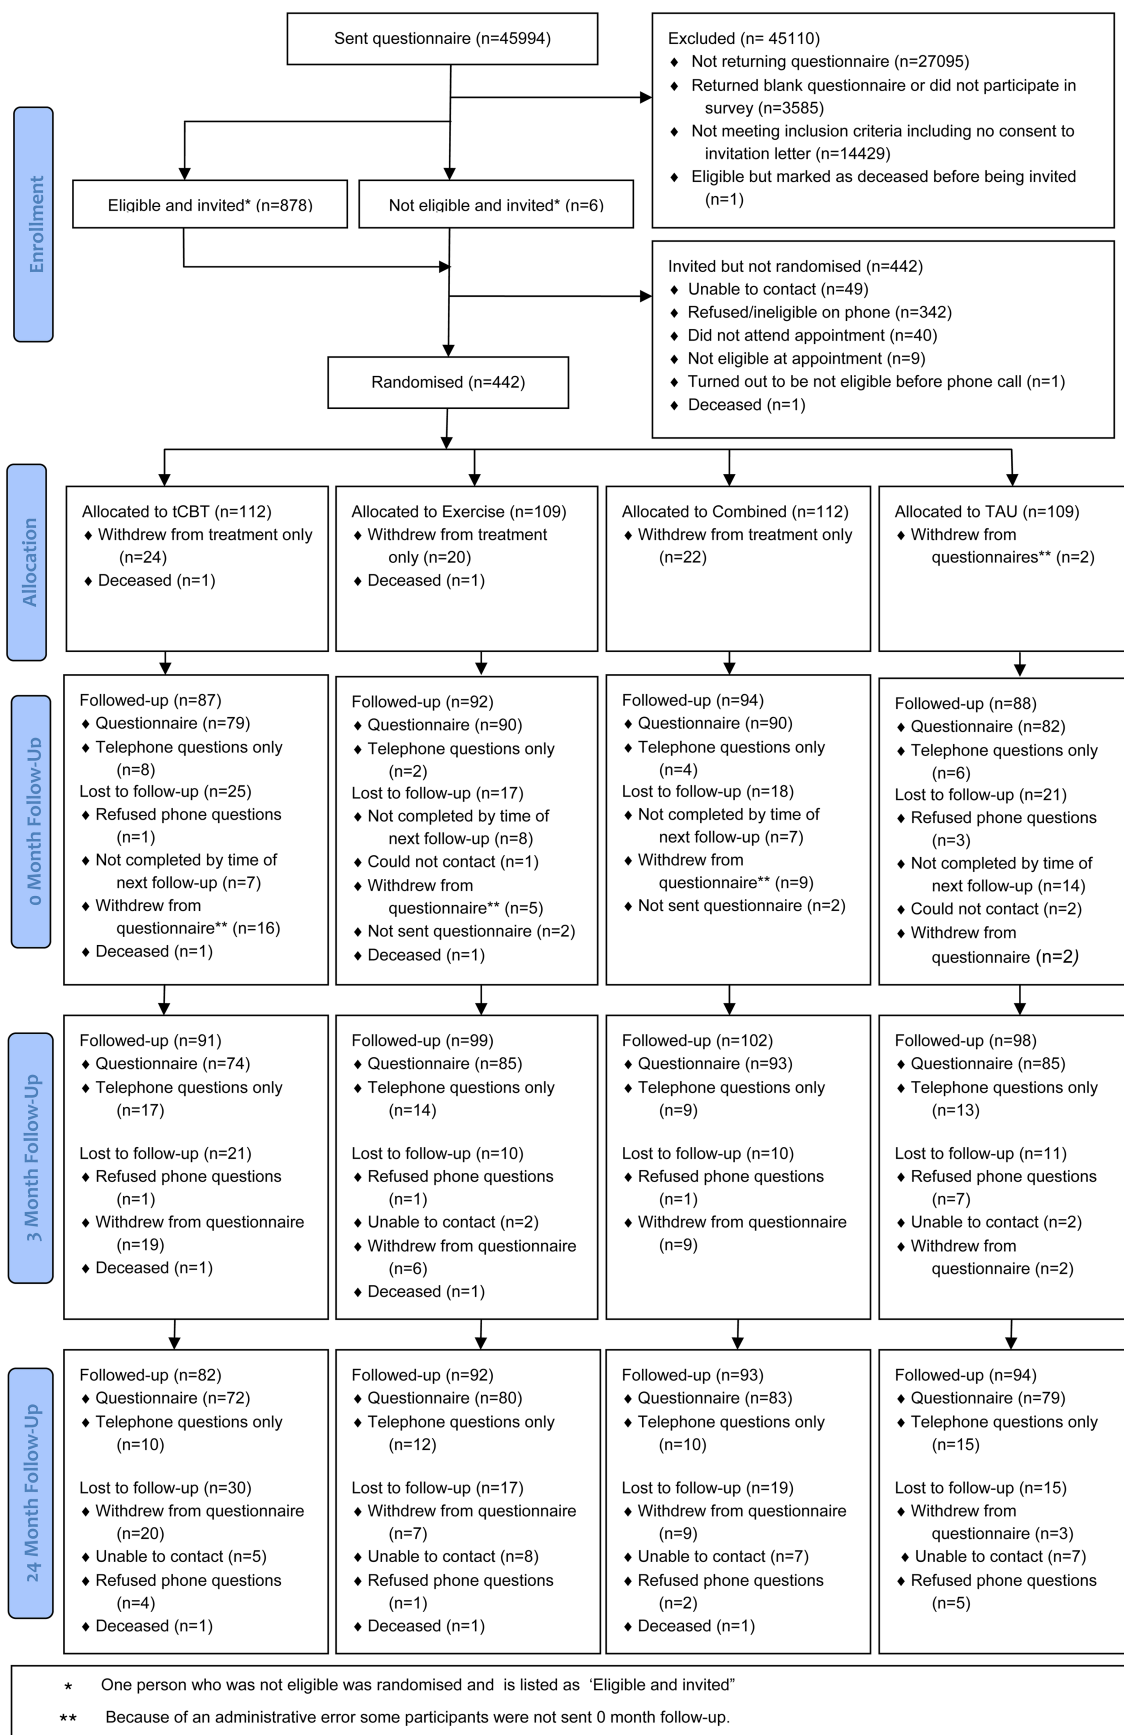 Sent questionnaire (n=45994)
Excluded (n= 45110)
♦ Not returning questionnaire (n=27095)
♦ Returned blank questionnaire or did not participate in
survey (n=3585)
♦ Not meeting inclusion criteria including no consent to
invitation letter (n=14429)
♦ Eligible but marked as deceased before being invited
(n=1)
Enrollment
Eligible and invited* (n=878)
Not eligible and invited* (n=6)
Invited but not randomised (n=442)
♦ Unable to contact (n=49)
♦ Refused/ineligible on phone (n=342)
♦ Did not attend appointment (n=40)
♦ Not eligible at appointment (n=9)
♦ Turned out to be not eligible before phone call (n=1)
♦ Deceased (n=1)
Randomised (n=442)
Allocation
Allocated to tCBT (n=112)
♦ Withdrew from treatment only
(n=24)
♦ Deceased (n=1)
Allocated to Exercise (n=109)
♦ Withdrew from treatment
only (n=20)
♦ Deceased (n=1)
Allocated to Combined (n=112)
♦ Withdrew from treatment only
(n=22)
Allocated to TAU (n=109)
♦ Withdrew from
questionnaires** (n=2)
0 Month Follow-Up
Followed-up (n=87)
♦ Questionnaire (n=79)
♦ Telephone questions only
(n=8)
Lost to follow-up (n=25)
♦ Refused phone questions
(n=1)
♦ Not completed by time of
next follow-up (n=7)
♦ Withdrew from
questionnaire** (n=16)
♦ Deceased (n=1)
Followed-up (n=92)
♦ Questionnaire (n=90)
♦ Telephone questions only
(n=2)
Lost to follow-up (n=17)
♦ Not completed by time of
next follow-up (n=8)
♦ Could not contact (n=1)
♦ Withdrew from
questionnaire** (n=5)
♦ Not sent questionnaire (n=2)
♦ Deceased (n=1)
Followed-up (n=94)
♦ Questionnaire (n=90)
♦ Telephone questions only
(n=4)
Lost to follow-up (n=18)
♦ Not completed by time of
next follow-up (n=7)
♦ Withdrew from
questionnaire** (n=9)
♦ Not sent questionnaire (n=2)
Followed-up (n=88)
♦ Questionnaire (n=82)
♦ Telephone questions only
(n=6)
Lost to follow-up (n=21)
♦ Refused phone questions
(n=3)
♦ Not completed by time of
next follow-up (n=14)
♦ Could not contact (n=2)
♦ Withdrew from
questionnaire (n=2)
3 Month Follow-Up
Followed-up (n=91)
♦ Questionnaire (n=74)
♦ Telephone questions only
(n=17)
Lost to follow-up (n=21)
♦ Refused phone questions
(n=1)
♦ Withdrew from questionnaire
(n=19)
♦ Deceased (n=1)
Followed-up (n=99)
♦ Questionnaire (n=85)
♦ Telephone questions only
(n=14)
Lost to follow-up (n=10)
♦ Refused phone questions
(n=1)
♦ Unable to contact (n=2)
♦ Withdrew from questionnaire
(n=6)
♦ Deceased (n=1)
Followed-up (n=102)
♦ Questionnaire (n=93)
♦ Telephone questions only
(n=9)
Lost to follow-up (n=10)
♦ Refused phone questions
(n=1)
♦ Withdrew from questionnaire
(n=9)
Followed-up (n=98)
♦ Questionnaire (n=85)
♦ Telephone questions only
(n=13)
Lost to follow-up (n=11)
♦ Refused phone questions
(n=7)
♦ Unable to contact (n=2)
♦ Withdrew from
questionnaire (n=2)
24 Month Follow-Up
Followed-up (n=82)
♦ Questionnaire (n=72)
♦ Telephone questions only
(n=10)
Lost to follow-up (n=30)
♦ Withdrew from questionnaire
(n=20)
♦ Unable to contact (n=5)
♦ Refused phone questions
(n=4)
♦ Deceased (n=1)
Followed-up (n=92)
♦ Questionnaire (n=80)
♦ Telephone questions only
(n=12)
Lost to follow-up (n=17)
♦ Withdrew from questionnaire
(n=7)
♦ Unable to contact (n=8)
♦ Refused phone questions
(n=1)
♦ Deceased (n=1)
Followed-up (n=93)
♦ Questionnaire (n=83)
♦ Telephone questions only
(n=10)
Lost to follow-up (n=19)
♦ Withdrew from questionnaire
(n=9)
♦ Unable to contact (n=7)
♦ Refused phone questions
(n=2)
♦ Deceased (n=1)
Followed-up (n=94)
♦ Questionnaire (n=79)
♦ Telephone questions only
(n=15)
Lost to follow-up (n=15)
♦ Withdrew from
questionnaire (n=3)
♦ Unable to contact (n=7)
♦ Refused phone questions
(n=5)
* One person who was not eligible was randomised and is listed as ‘Eligible and invited”
** Because of an administrative error some participants were not sent 0 month follow-up.